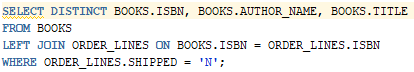 SELECT DISTINCT BOOKS.ISBN, BOOKS.AUTHOR_NAME, BOOKS.TITLE
FROM BOOKS
LEFT JOIN ORDER_LINES ON BOOKS.ISBN = ORDER_LINES.ISBN
WHERE ORDER_LINES.SHIPPED = 'N';